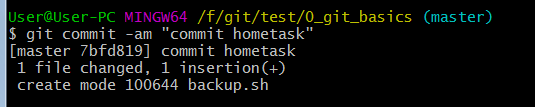 User@User-PC MINGW64 /f/git/test/0_git_basics (master)
$ git commit -am "commit hometask"
[master 7bfd819] commit hometask
 1 file changed, 1 insertion(+)
 create mode 100644 backup.sh